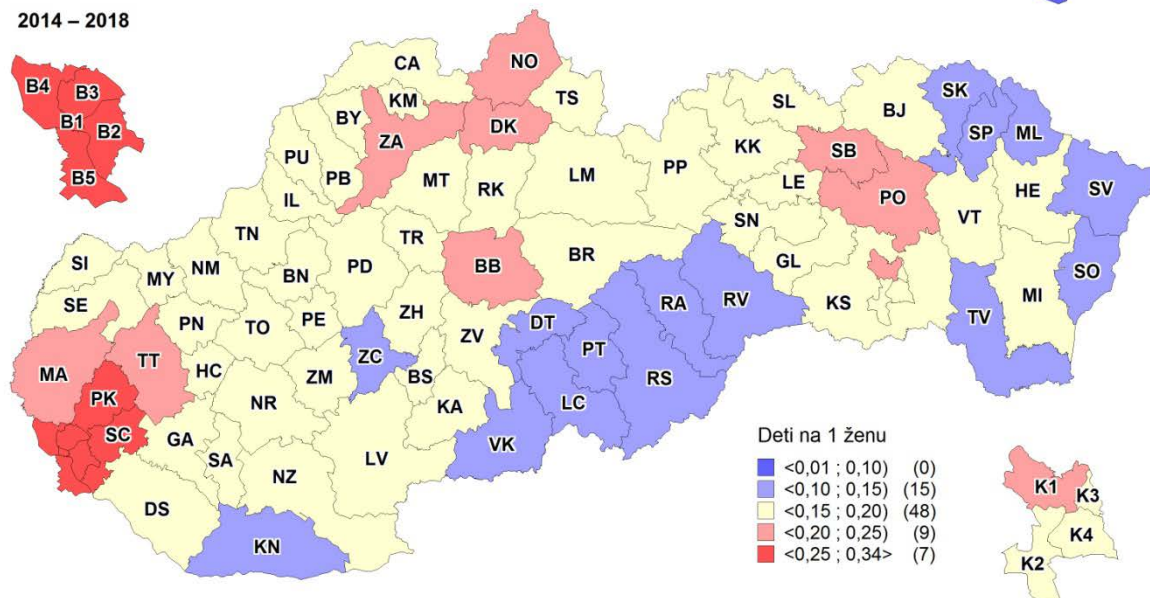 2014 – 2018
B4
B3
B1
B2
B5
CA
NO
KM
TS
BY
ZA
DK
PU
PB
MT
RK
LM
IL
PP
SL
KK
BJ
SK
SP
ML
SB
LE
PO
HE
SV
VT
SN
GL
KS
SO
MI
TV
TN
TR
SI
MY
NM
BN
PD
BB
BR
SE
PN
TO
PE
ZH
RA
RV
DT
ZV
PT
MA
TT
ZC
HC
ZM
BS
RS
PK
NR
KA
LC
SC
GA
VK
SA
NZ
LV
DS
KN
Deti na 1 ženu
<0,01 ; 0,10) (0)
<0,10 ; 0,15) (15)
<0,15 ; 0,20) (48)
<0,20 ; 0,25) (9)
<0,25 ; 0,34> (7)
K1
K3
K4
K2